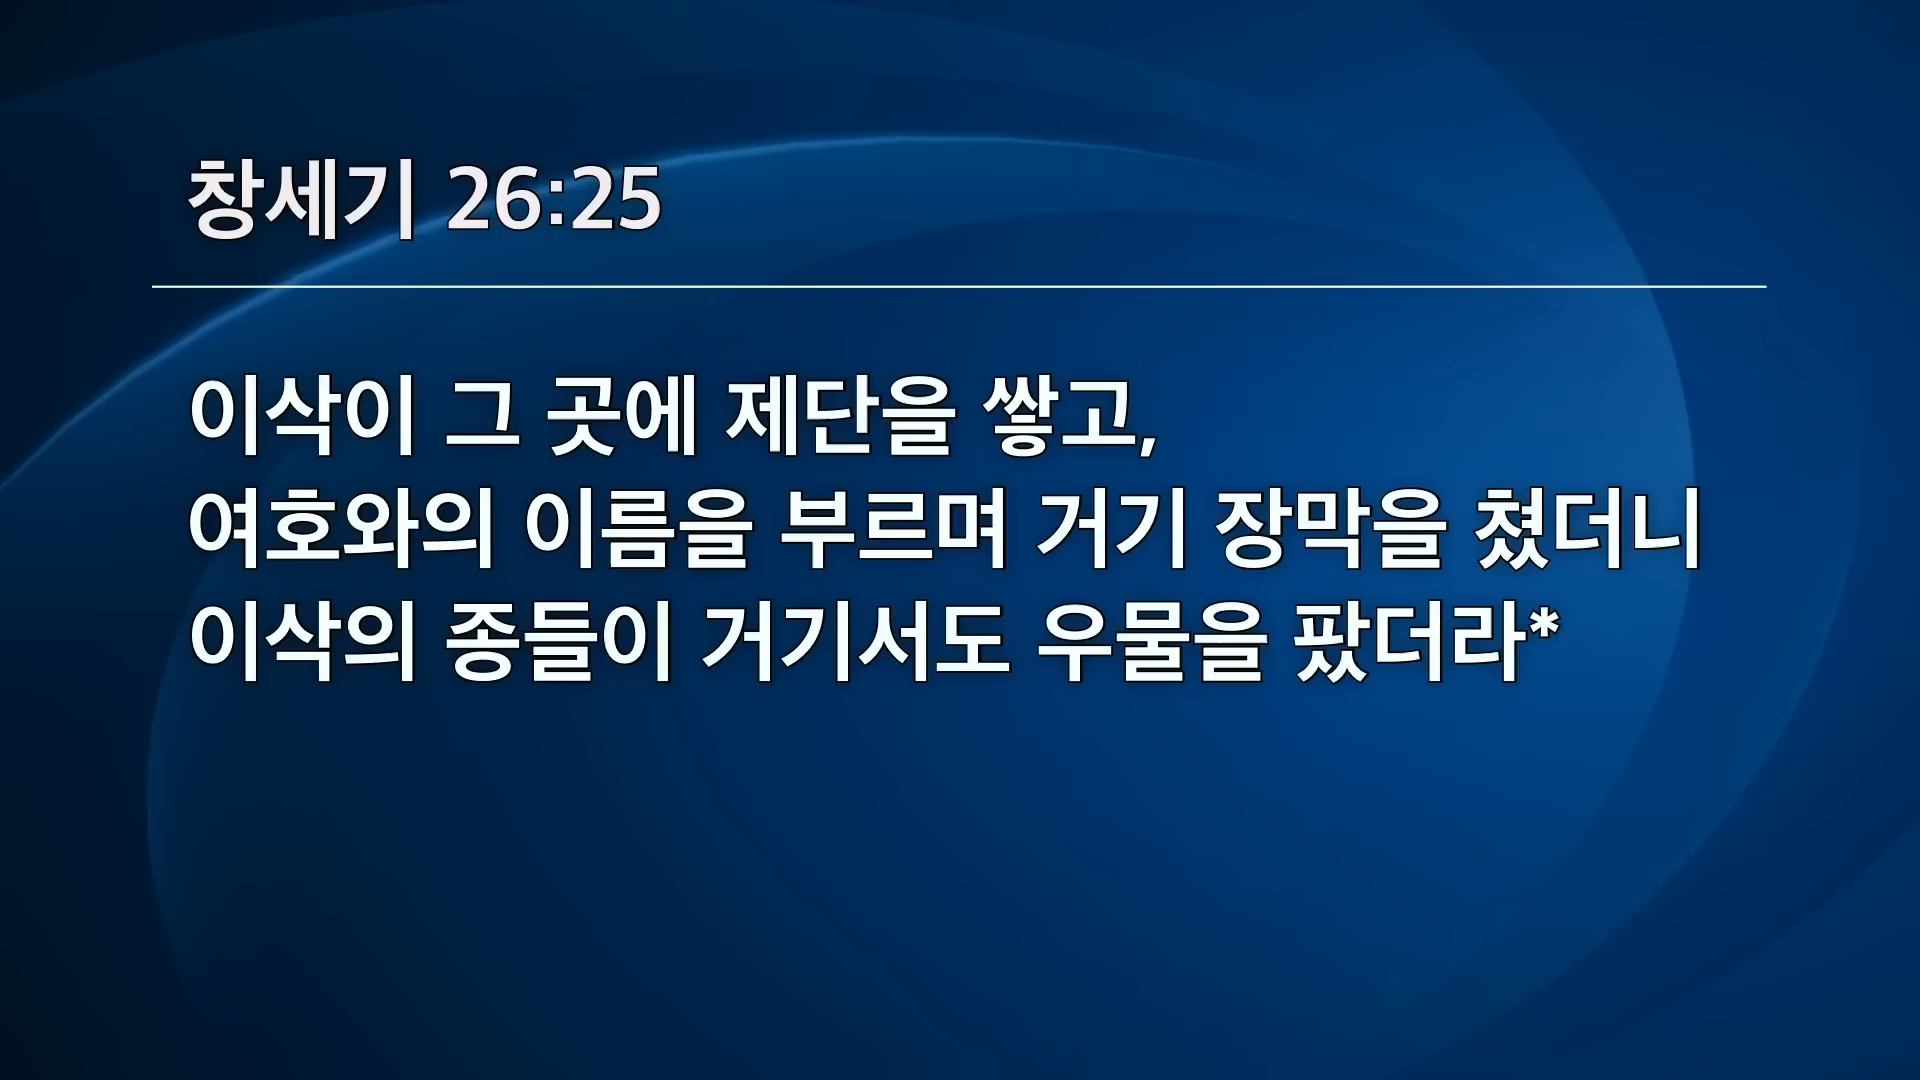 창세기 26:25
이삭이 그 곳에 제단을 쌓고,
여호와의 이름을 부르며 거기 장막을 쳤더니
이삭의 종들이 거기서도 우물을 팠더라*